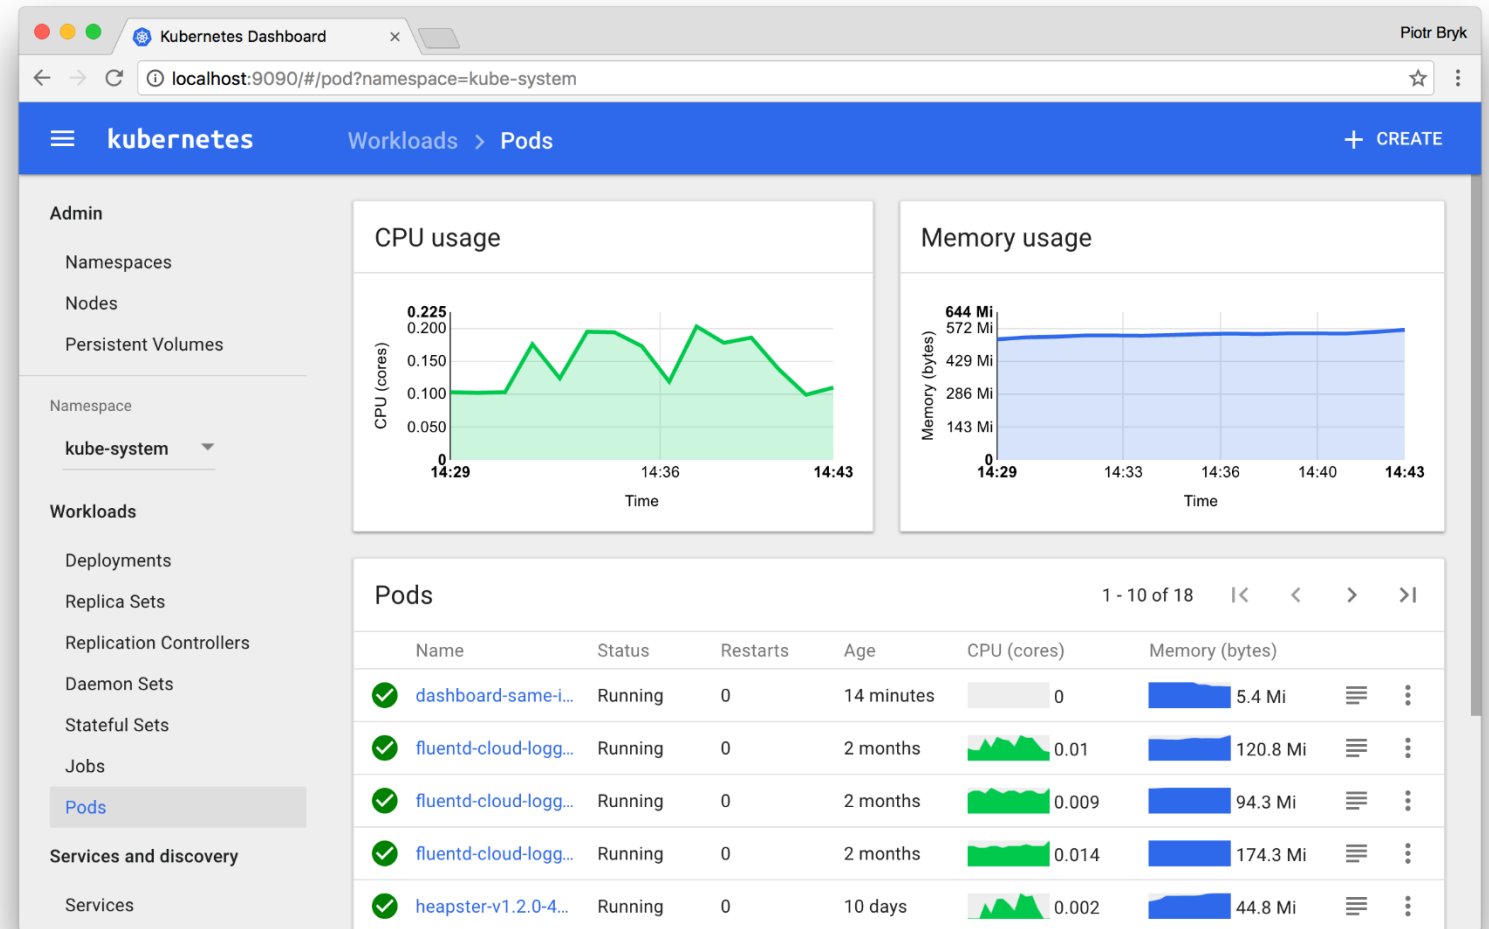 Kubernetes Dashboard
Piotr Bryk
localhost:9090/#/pod?namespace=kube-system
kubernetes
Workloads > Pods
+ CREATE
Admin
Namespaces
Nodes
Persistent Volumes
Namespace
kube-system
Workloads
Deployments
Replica Sets
Replication Controllers
Daemon Sets
Stateful Sets
Jobs
Pods
Services and discovery
Services
CPU usage
CPU (cores)
0.225
0.200
0.150
0.100
0.050
0
14:29 14:36 14:43
Time
Memory usage
Memory (bytes)
644 Mi
572 Mi
429 Mi
286 Mi
143 Mi
0
14:29 14:33 14:36 14:40 14:43
Time
Pods
1 - 10 of 18
Name Status Restarts Age CPU (cores) Memory (bytes)
dashboard-same-i... Running 0 14 minutes 0 5.4 Mi
fluentd-cloud-logg... Running 0 2 months 0.01 120.8 Mi
fluentd-cloud-logg... Running 0 2 months 0.009 94.3 Mi
fluentd-cloud-logg... Running 0 2 months 0.014 174.3 Mi
heapster-v1.2.0-4... Running 0 10 days 0.002 44.8 Mi